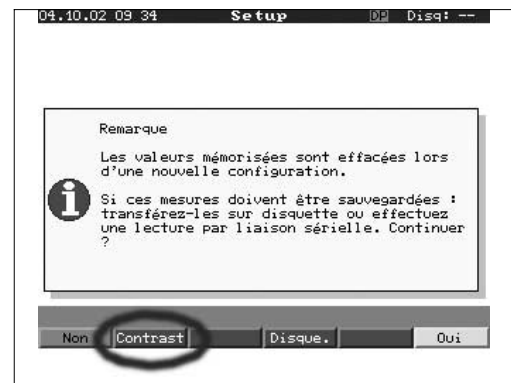 04.10.02 09 34 Setup DP Disq: --
Remarque
Les valeurs mémorisées sont effacées lors
d'une nouvelle configuration.
Si ces mesures doivent être sauvegardées :
transférez-les sur disquette ou effectuez
une lecture par liaison sérielle. Continuer
?
Non Contrast Disque. Oui